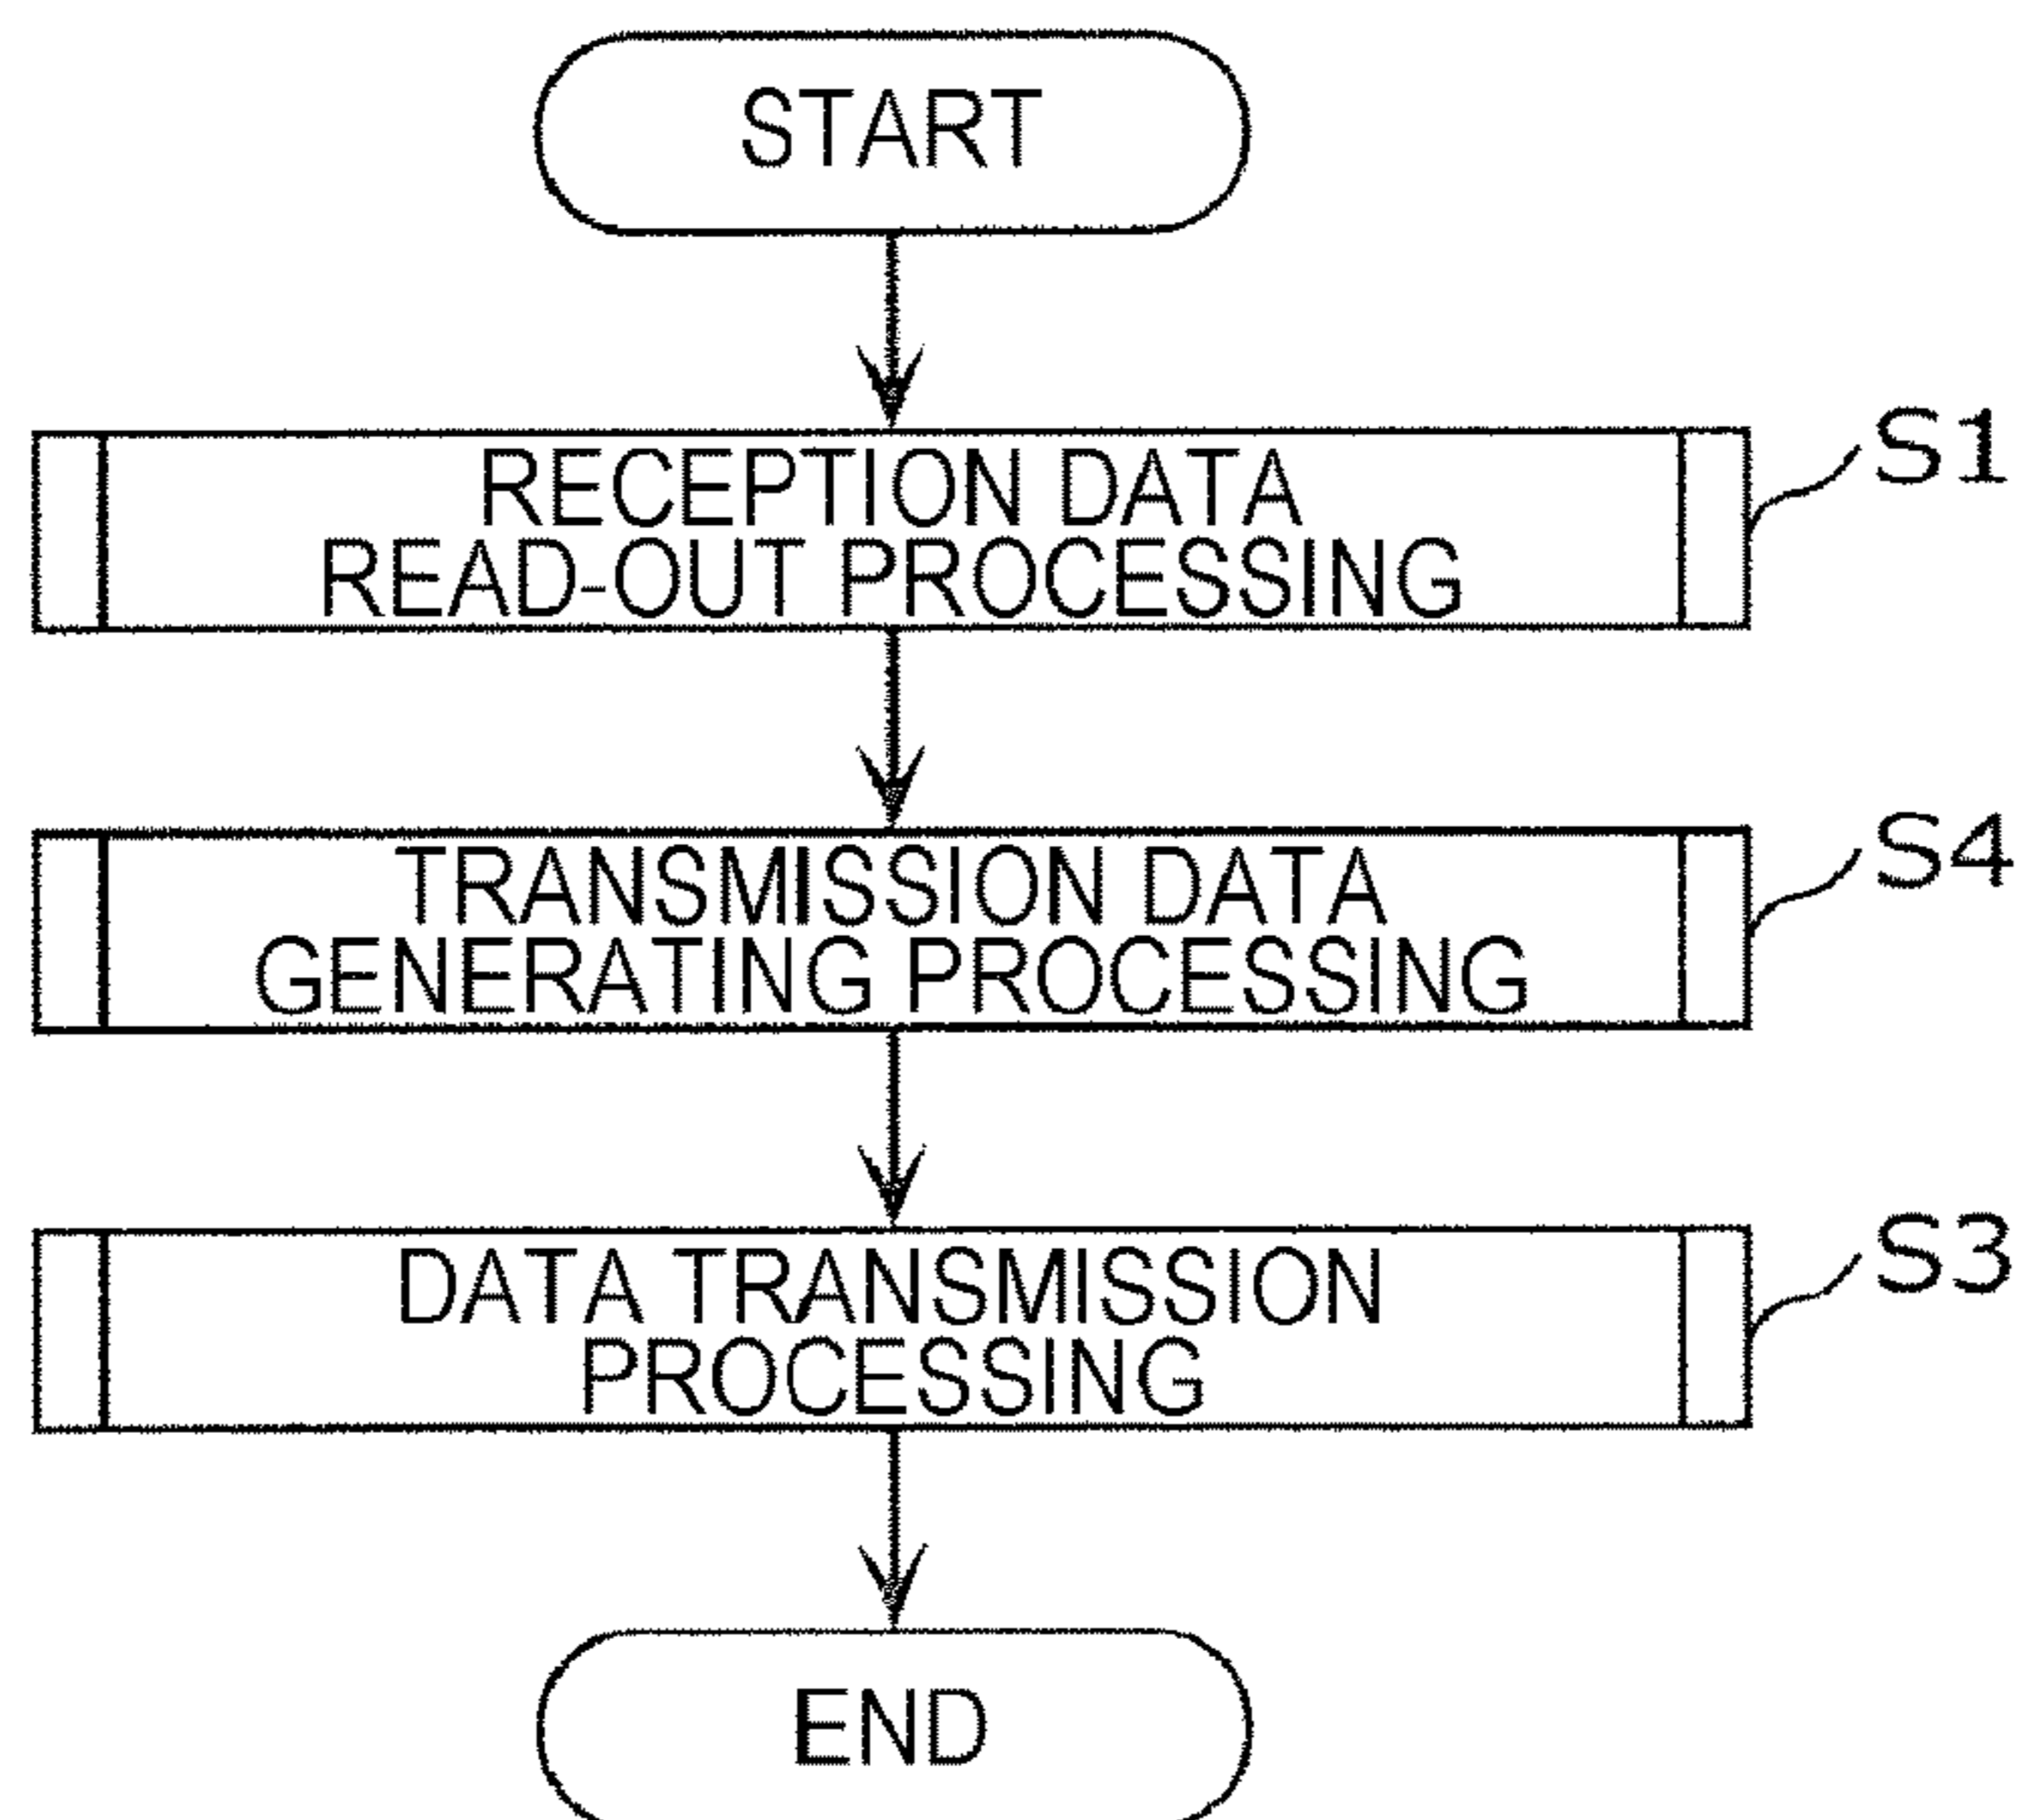 START
RECEPTION DATA
READ-OUT PROCESSING
S1
TRANSMISSION DATA
GENERATING PROCESSING
S4
DATA TRANSMISSION
PROCESSING
S3
END